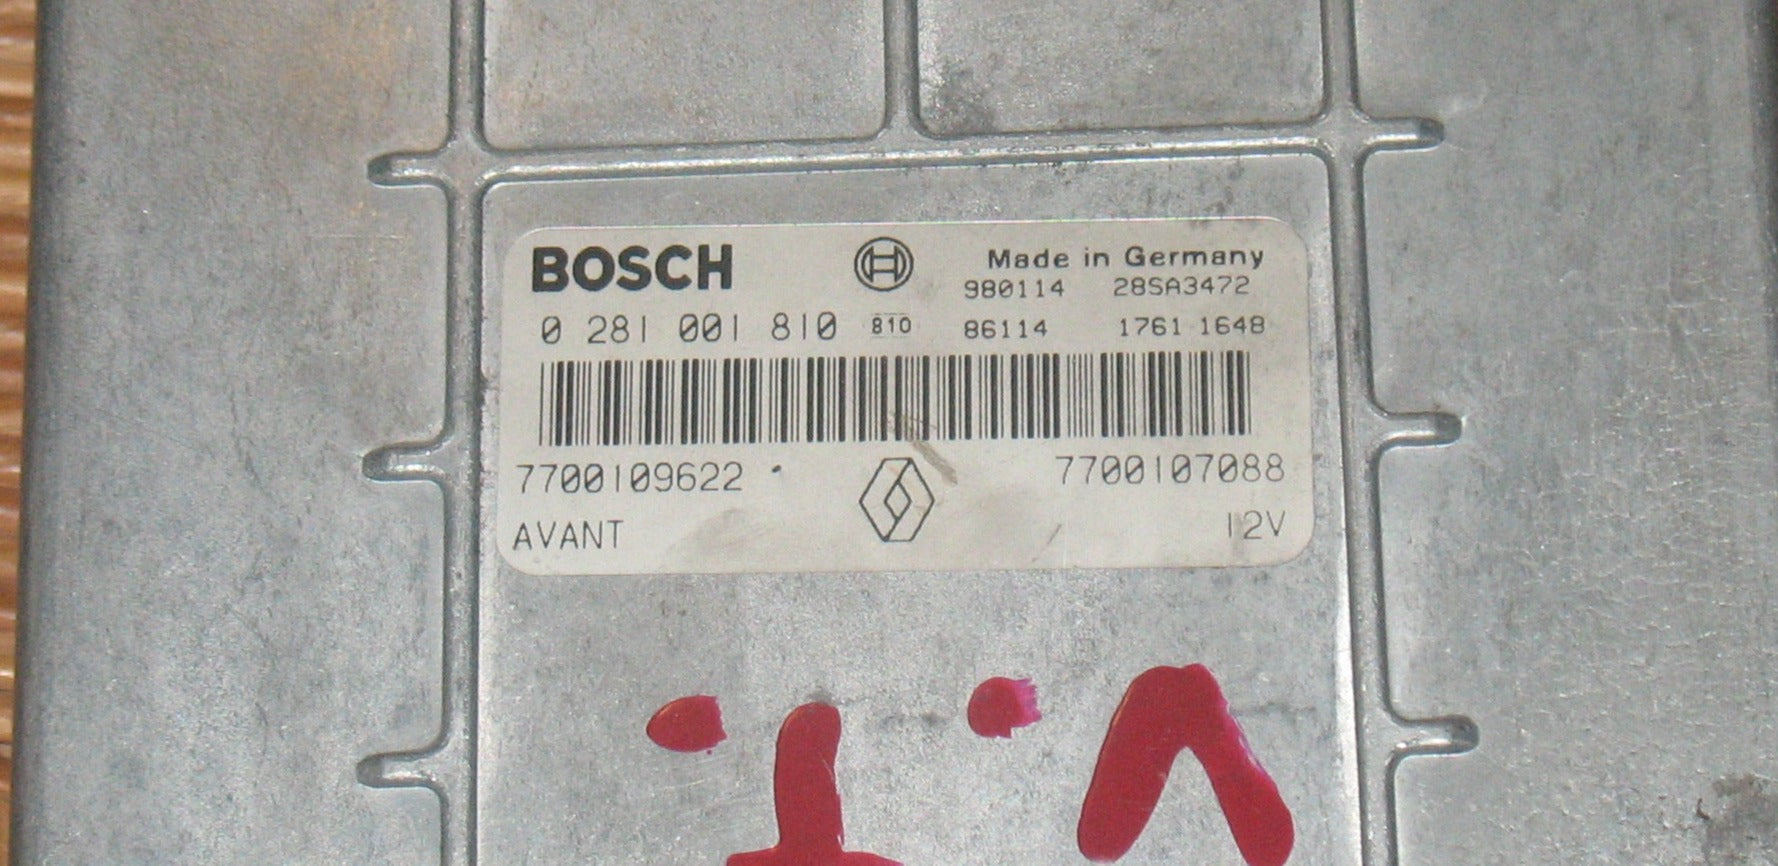 BOSCH Made in Germany
980114 28SA3472
0 281 001 810 810 86114 1761 1648
7700109622 7700107088
AVANT 12V